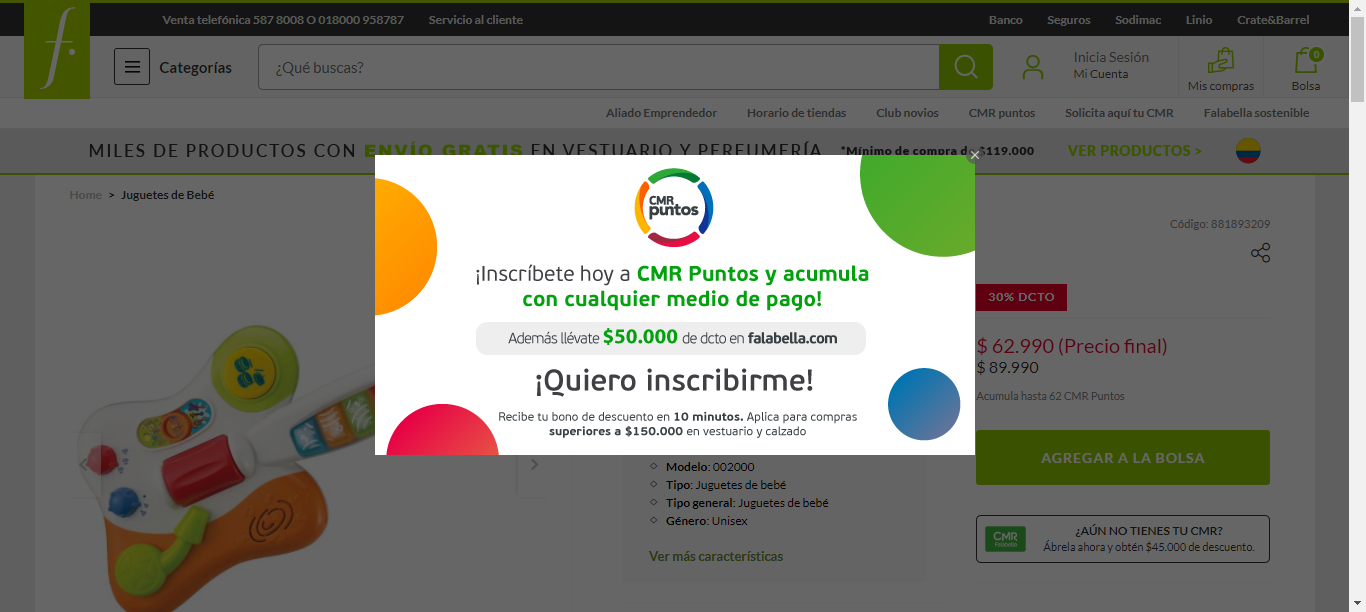 Venta telefónica 587 8008 O 018000 958787 Servicio al cliente Banco Seguros Sodimac Linio Crate&Barrel
f.
Categorías ¿Qué buscas? Inicia Sesión
Mi Cuenta
Mis compras
0
Bolsa
Aliado Emprendedor Horario de tiendas Club novios CMR puntos Solicita aquí tu CMR Falabella sostenible
MILES DE PRODUCTOS CON ENVÍO GRATIS EN VESTUARIO Y PERFUMERÍA *Mínimo de compra de $119.000 VER PRODUCTOS >
Home > Juguetes de Bebé
Código: 881893209
CMR
puntos
¡Inscríbete hoy a CMR Puntos y acumula
con cualquier medio de pago!
Además llévate $50.000 de dcto en falabella.com
¡Quiero inscribirme!
Recibe tu bono de descuento en 10 minutos. Aplica para compras
superiores a $150.000 en vestuario y calzado
30% DCTO
$ 62.990 (Precio final)
$ 89.990
Acumula hasta 62 CMR Puntos
AGREGAR A LA BOLSA
Modelo: 002000
Tipo: Juguetes de bebé
Tipo general: Juguetes de bebé
Género: Unisex
Ver más características
CMR
Falabella
¿AÚN NO TIENES TU CMR?
Ábrela ahora y obtén $45.000 de descuento.